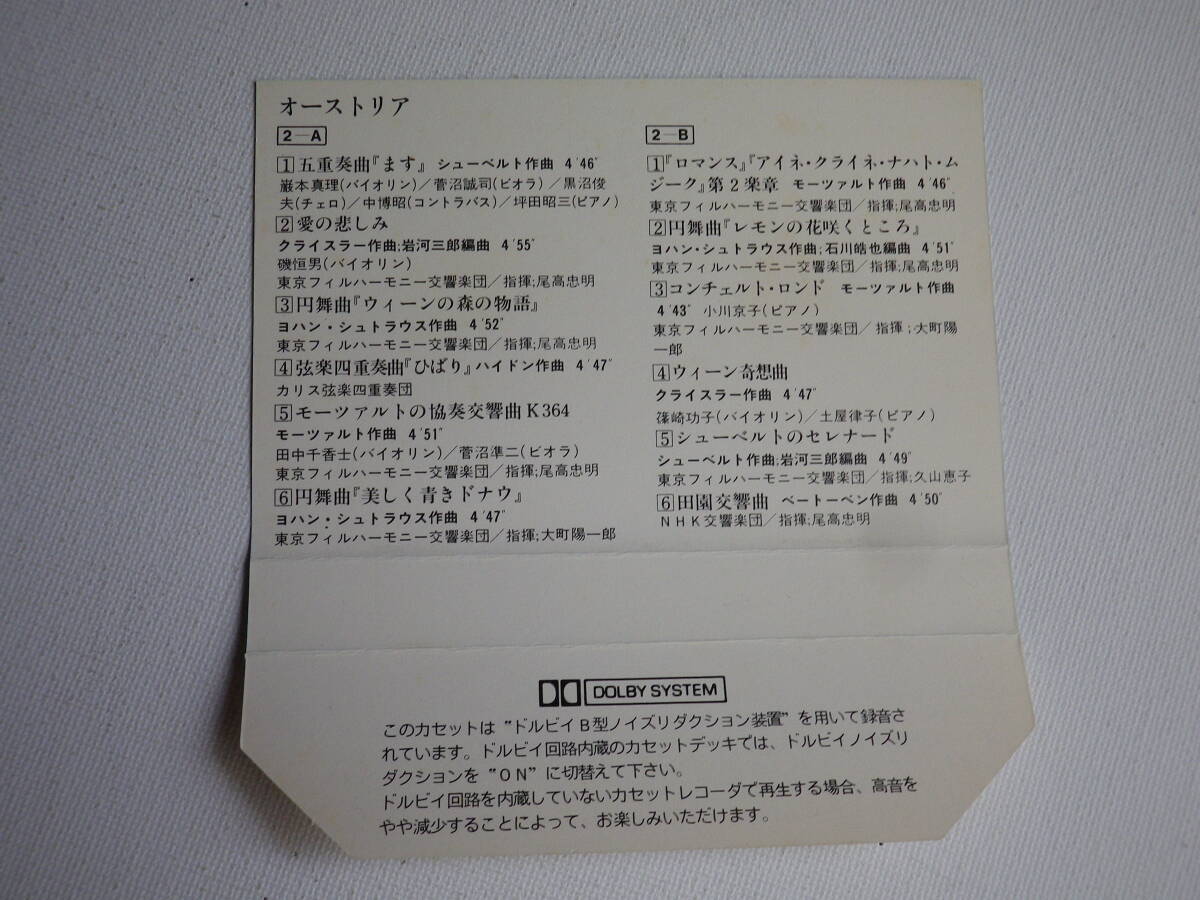 オーストリア
2―A
1 五重奏曲『ます』 シューベルト作曲 4′46″
巌本真理(バイオリン)／菅沼誠司(ビオラ)／黒沼俊
夫(チェロ)／中博昭(コントラバス)／坪田昭三(ピアノ)
2 愛の悲しみ
クライスラー作曲;岩河三郎編曲 4′55″
磯恒男(バイオリン)
東京フィルハーモニー交響楽団／指揮;尾高忠明
3 円舞曲『ウィーンの森の物語』
ヨハン・シュトラウス作曲 4′52″
東京フィルハーモニー交響楽団／指揮;尾高忠明
4 弦楽四重奏曲『ひばり』ハイドン作曲 4′47″
カリス弦楽四重奏団
5 モーツァルトの協奏交響曲K364
モーツァルト作曲 4′51″
田中千香士(バイオリン)／菅沼準二(ビオラ)
東京フィルハーモニー交響楽団／指揮;尾高忠明
6 円舞曲『美しく青きドナウ』
ヨハン・シュトラウス作曲 4′47″
東京フィルハーモニー交響楽団／指揮;大町陽一郎
2―B
1 『ロマンス』『アイネ・クライネ・ナハト・ム
ジーク』第2楽章 モーツァルト作曲 4′46″
東京フィルハーモニー交響楽団／指揮;尾高忠明
2 円舞曲『レモンの花咲くところ』
ヨハン・シュトラウス作曲;石川皓也編曲 4′51″
東京フィルハーモニー交響楽団／指揮;尾高忠明
3 コンチェルト・ロンド モーツァルト作曲
4′43″ 小川京子(ピアノ)
東京フィルハーモニー交響楽団／指揮;大町陽
一郎
4 ウィーン奇想曲
クライスラー作曲 4′47″
篠崎功子(バイオリン)／土屋律子(ピアノ)
5 シューベルトのセレナード
シューベルト作曲;岩河三郎編曲 4′49″
東京フィルハーモニー交響楽団／指揮;久山恵子
6 田園交響曲 ベートーベン作曲 4′50″
NHK交響楽団／指揮;尾高忠明
DOLBY SYSTEM
このカセットは“ドルビイB型ノイズリダクション装置”を用いて録音さ
れています。ドルビイ回路内蔵のカセットデッキでは、ドルビイノイズリ
ダクションを“ON”に切替えて下さい。
ドルビイ回路を内蔵していないカセットレコーダで再生する場合、高音を
やや減少することによって、お楽しみいただけます。